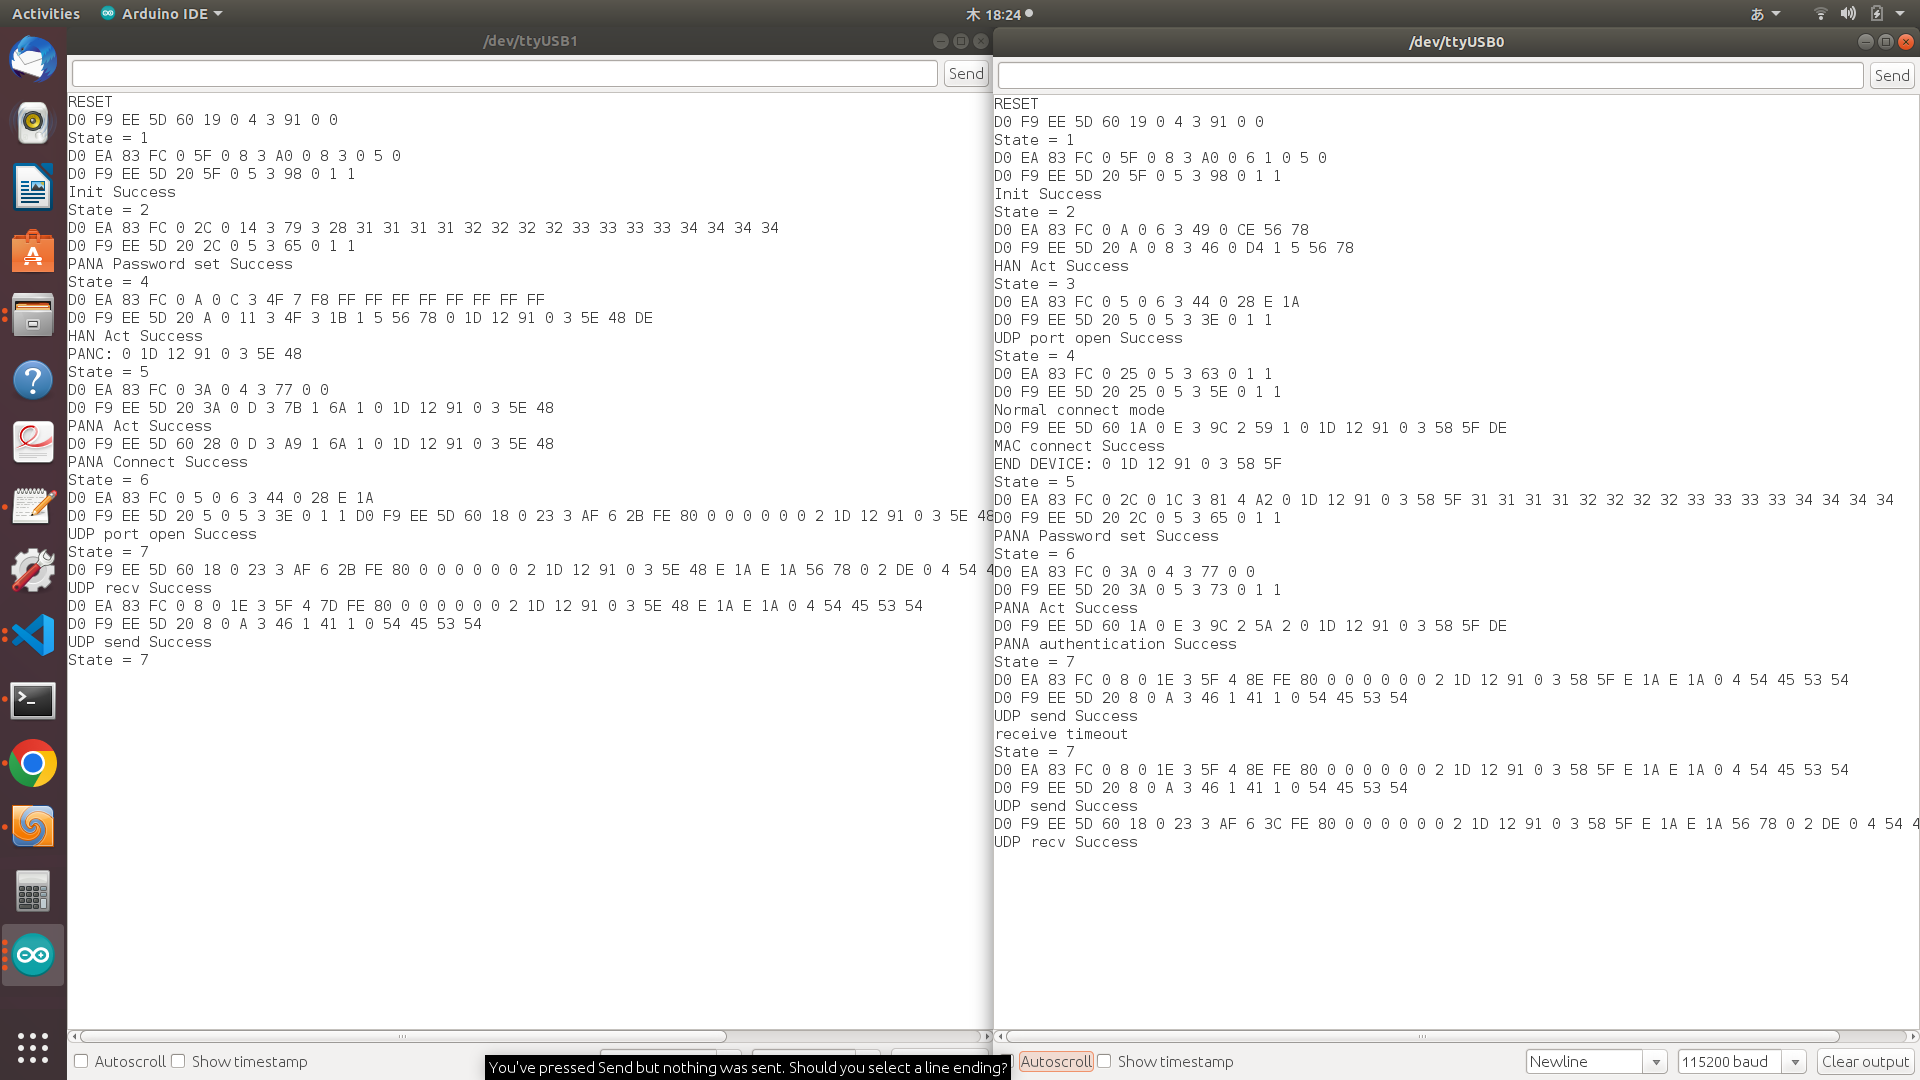 Activities
Arduino IDE
木 18:24
あ
/dev/ttyUSB1
Send
RESET
D0 F9 EE 5D 60 19 0 4 3 91 0 0
State = 1
D0 EA 83 FC 0 5F 0 8 3 A0 0 8 3 0 5 0
D0 F9 EE 5D 20 5F 0 5 3 98 0 1 1
Init Success
State = 2
D0 EA 83 FC 0 2C 0 14 3 79 3 28 31 31 31 31 32 32 32 32 33 33 33 33 34 34 34 34
D0 F9 EE 5D 20 2C 0 5 3 65 0 1 1
PANA Password set Success
State = 4
D0 EA 83 FC 0 A 0 C 3 4F 7 F8 FF FF FF FF FF FF FF FF
D0 F9 EE 5D 20 A 0 11 3 4F 3 1B 1 5 56 78 0 1D 12 91 0 3 5E 48 DE
HAN Act Success
PANC: 0 1D 12 91 0 3 5E 48
State = 5
D0 EA 83 FC 0 3A 0 4 3 77 0 0
D0 F9 EE 5D 20 3A 0 D 3 7B 1 6A 1 0 1D 12 91 0 3 5E 48
PANA Act Success
D0 F9 EE 5D 60 28 0 D 3 A9 1 6A 1 0 1D 12 91 0 3 5E 48
PANA Connect Success
State = 6
D0 EA 83 FC 0 5 0 6 3 44 0 28 E 1A
D0 F9 EE 5D 20 5 0 5 3 3E 0 1 1 D0 F9 EE 5D 60 18 0 23 3 AF 6 2B FE 80 0 0 0 0 0 0 2 1D 12 91 0 3 5E 48
UDP port open Success
State = 7
D0 F9 EE 5D 60 18 0 23 3 AF 6 2B FE 80 0 0 0 0 0 0 2 1D 12 91 0 3 5E 48 E 1A E 1A 56 78 0 2 DE 0 4 54 4
UDP recv Success
D0 EA 83 FC 0 8 0 1E 3 5F 4 7D FE 80 0 0 0 0 0 0 2 1D 12 91 0 3 5E 48 E 1A E 1A 0 4 54 45 53 54
D0 F9 EE 5D 20 8 0 A 3 46 1 41 1 0 54 45 53 54
UDP send Success
State = 7
Autoscroll
Show timestamp
You've pressed Send but nothing was sent. Should you select a line ending?
/dev/ttyUSB0
Send
RESET
D0 F9 EE 5D 60 19 0 4 3 91 0 0
State = 1
D0 EA 83 FC 0 5F 0 8 3 A0 0 6 1 0 5 0
D0 F9 EE 5D 20 5F 0 5 3 98 0 1 1
Init Success
State = 2
D0 EA 83 FC 0 A 0 6 3 49 0 CE 56 78
D0 F9 EE 5D 20 A 0 8 3 46 0 D4 1 5 56 78
HAN Act Success
State = 3
D0 EA 83 FC 0 5 0 6 3 44 0 28 E 1A
D0 F9 EE 5D 20 5 0 5 3 3E 0 1 1
UDP port open Success
State = 4
D0 EA 83 FC 0 25 0 5 3 63 0 1 1
D0 F9 EE 5D 20 25 0 5 3 5E 0 1 1
Normal connect mode
D0 F9 EE 5D 60 1A 0 E 3 9C 2 59 1 0 1D 12 91 0 3 58 5F DE
MAC connect Success
END DEVICE: 0 1D 12 91 0 3 58 5F
State = 5
D0 EA 83 FC 0 2C 0 1C 3 81 4 A2 0 1D 12 91 0 3 58 5F 31 31 31 31 32 32 32 32 33 33 33 33 34 34 34 34
D0 F9 EE 5D 20 2C 0 5 3 65 0 1 1
PANA Password set Success
State = 6
D0 EA 83 FC 0 3A 0 4 3 77 0 0
D0 F9 EE 5D 20 3A 0 5 3 73 0 1 1
PANA Act Success
D0 F9 EE 5D 60 1A 0 E 3 9C 2 5A 2 0 1D 12 91 0 3 58 5F DE
PANA authentication Success
State = 7
D0 EA 83 FC 0 8 0 1E 3 5F 4 8E FE 80 0 0 0 0 0 0 2 1D 12 91 0 3 58 5F E 1A E 1A 0 4 54 45 53 54
D0 F9 EE 5D 20 8 0 A 3 46 1 41 1 0 54 45 53 54
UDP send Success
receive timeout
State = 7
D0 EA 83 FC 0 8 0 1E 3 5F 4 8E FE 80 0 0 0 0 0 0 2 1D 12 91 0 3 58 5F E 1A E 1A 0 4 54 45 53 54
D0 F9 EE 5D 20 8 0 A 3 46 1 41 1 0 54 45 53 54
UDP send Success
D0 F9 EE 5D 60 18 0 23 3 AF 6 3C FE 80 0 0 0 0 0 0 2 1D 12 91 0 3 58 5F E 1A E 1A 56 78 0 2 DE 0 4 54 4
UDP recv Success
Autoscroll
Show timestamp
Newline
115200 baud
Clear output